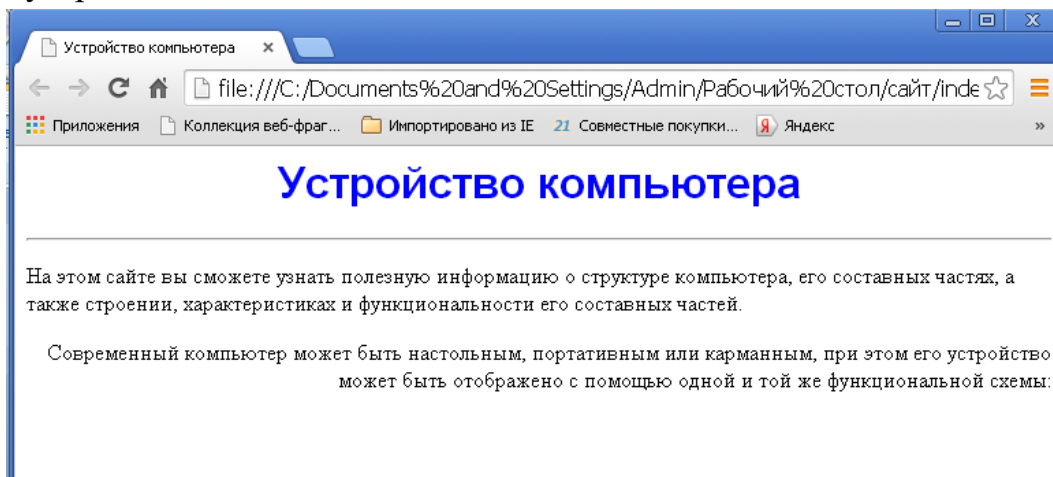 Устройство компьютера
file:///C:/Documents%20and%20Settings/Admin/Рабочий%20стол/сайт/inde
Приложения Коллекция веб-фраг... Импортировано из IE 21 Совместные покупки... Я Яндекс »
Устройство компьютера
На этом сайте вы сможете узнать полезную информацию о структуре компьютера, его составных частях, а
также строении, характеристиках и функциональности его составных частей.
Современный компьютер может быть настольным, портативным или карманным, при этом его устройство
может быть отображено с помощью одной и той же функциональной схемы: